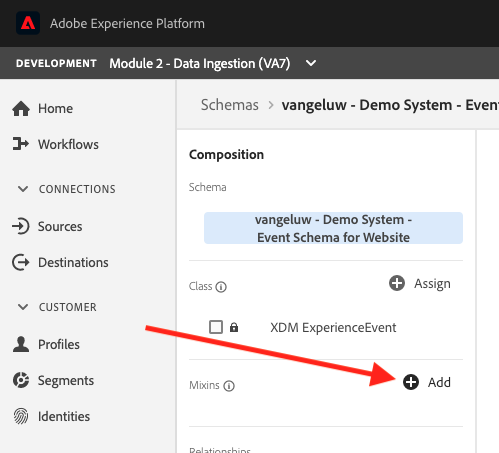 Adobe Experience Platform
DEVELOPMENT Module 2 - Data Ingestion (VA7)
Home
Workflows
CONNECTIONS
Sources
Destinations
CUSTOMER
Profiles
Segments
Identities
Schemas > vangeluw - Demo System - Even
Composition
Schema
vangeluw - Demo System -
Event Schema for Website
Class
Assign
XDM ExperienceEvent
Mixins
Add
Relationships